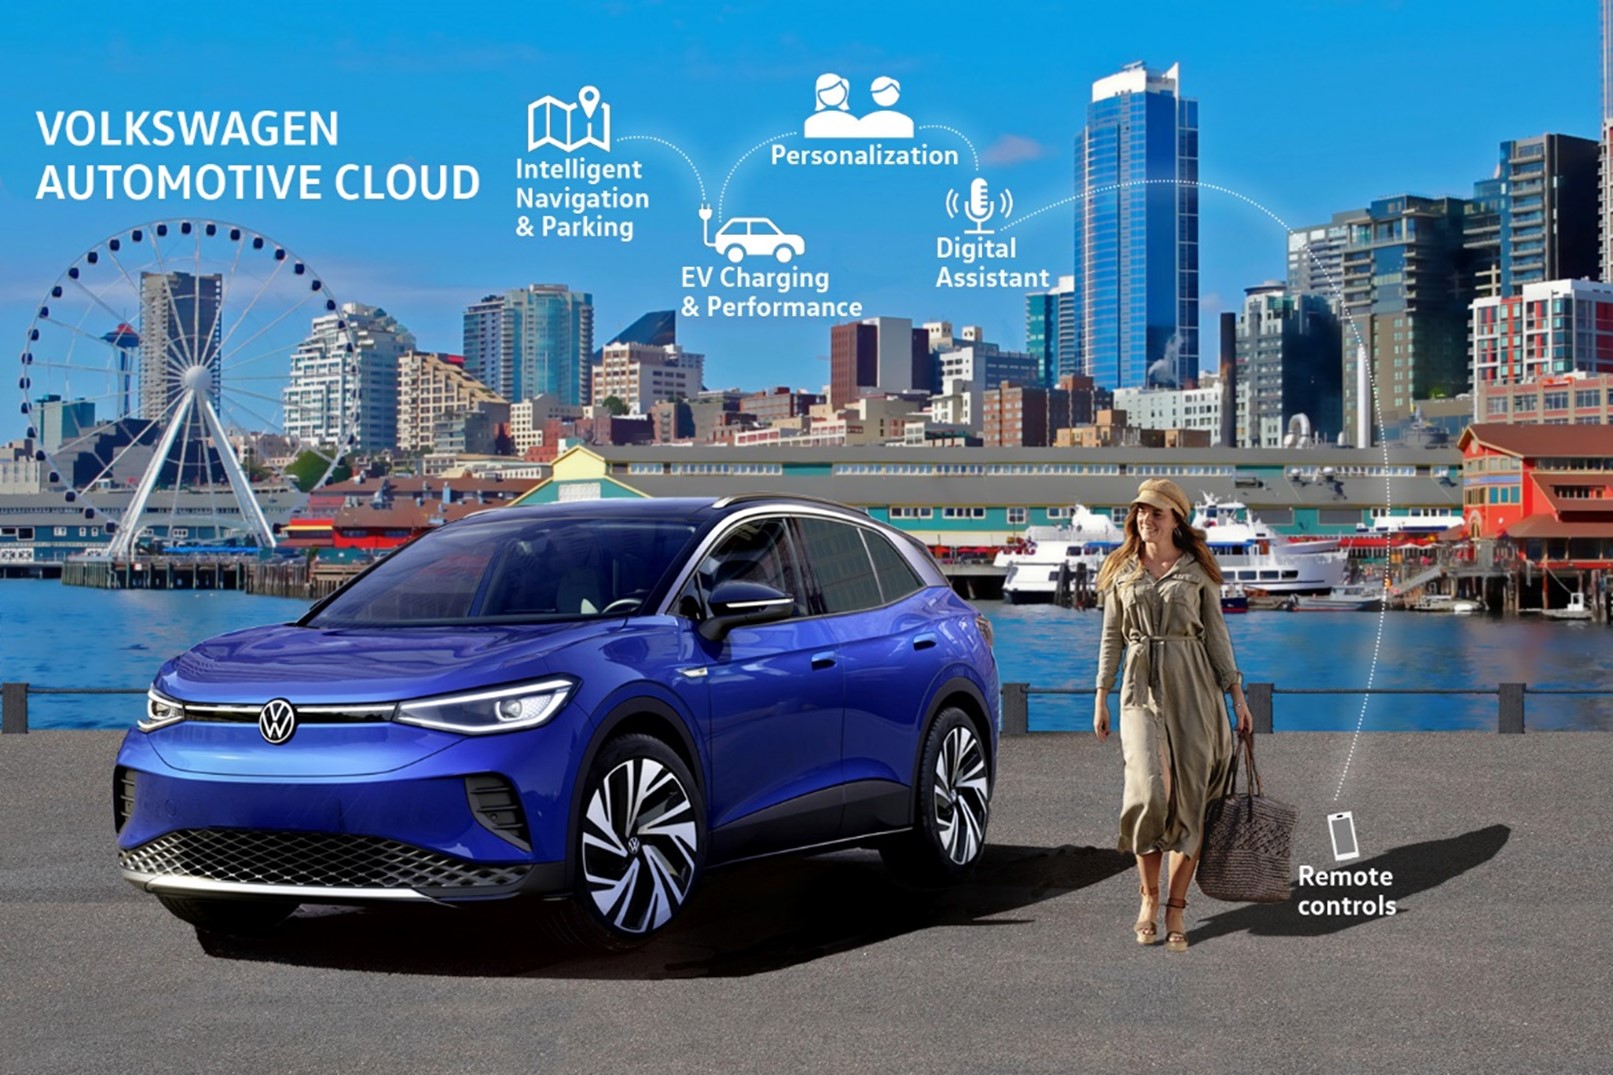 VOLKSWAGEN
AUTOMOTIVE CLOUD
Intelligent
Navigation
& Parking
EV Charging
& Performance
Personalization
Digital
Assistant
Remote
controls